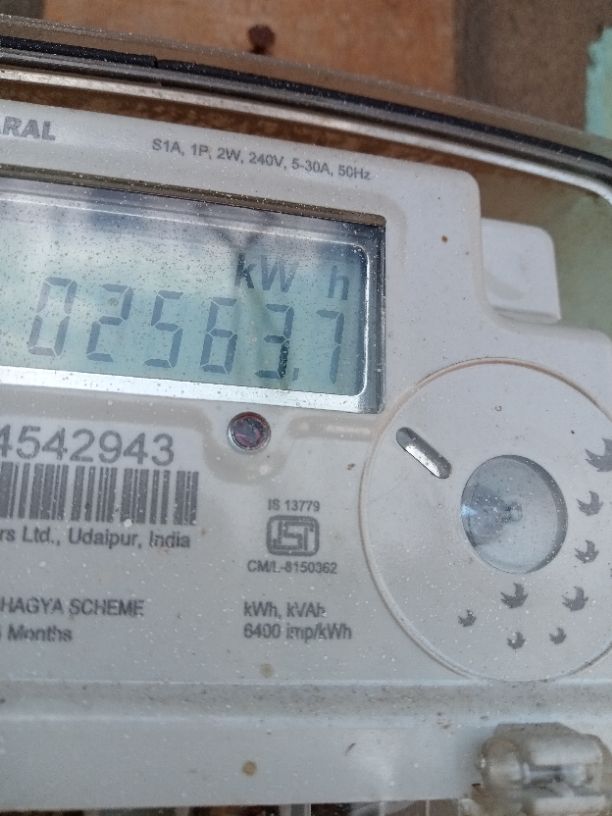 ARAL
S1A, 1P, 2W, 240V, 5-30A, 50Hz
kW h
02563.7
4542943
rs Ltd., Udaipur, India
IS 13779
ISI
CM/L-8150362
HAGYA SCHEME
Months
kWh, kVAh
6400 imp/kWh